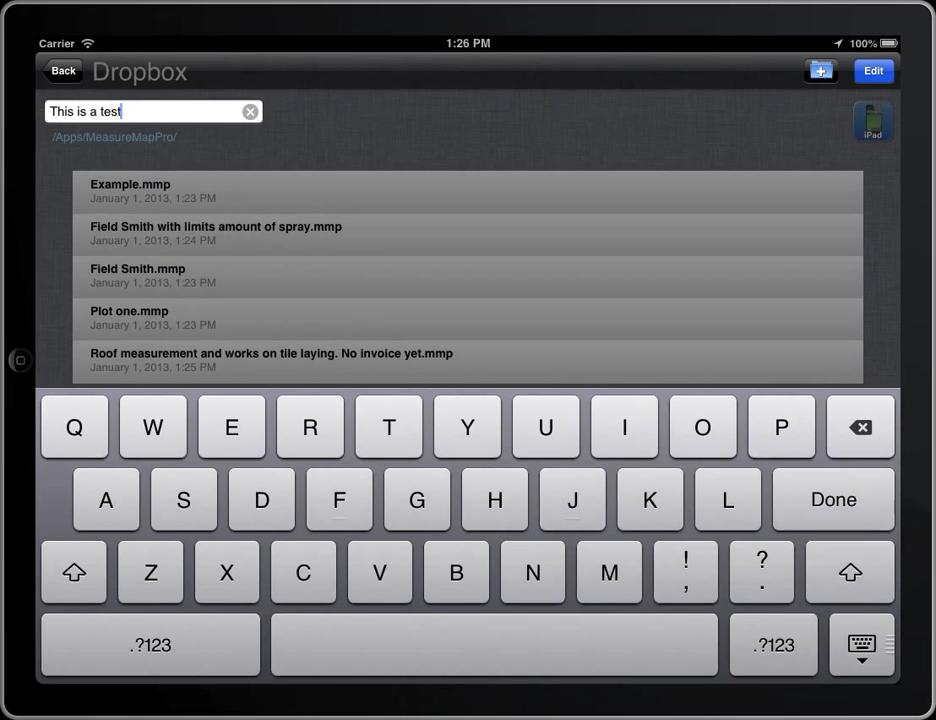 Carrier 1:26 PM 100%
Back Dropbox Edit
This is a test
/Apps/MeasureMapPro/
iPad
Example.mmp
January 1, 2013, 1:23 PM
Field Smith with limits amount of spray.mmp
January 1, 2013, 1:24 PM
Field Smith.mmp
January 1, 2013, 1:23 PM
Plot one.mmp
January 1, 2013, 1:23 PM
Roof measurement and works on tile laying. No invoice yet.mmp
January 1, 2013, 1:25 PM
Q W E R T Y U I O P
A S D F G H J K L Done
Z X C V B N M ! , ? .
.?123 .?123